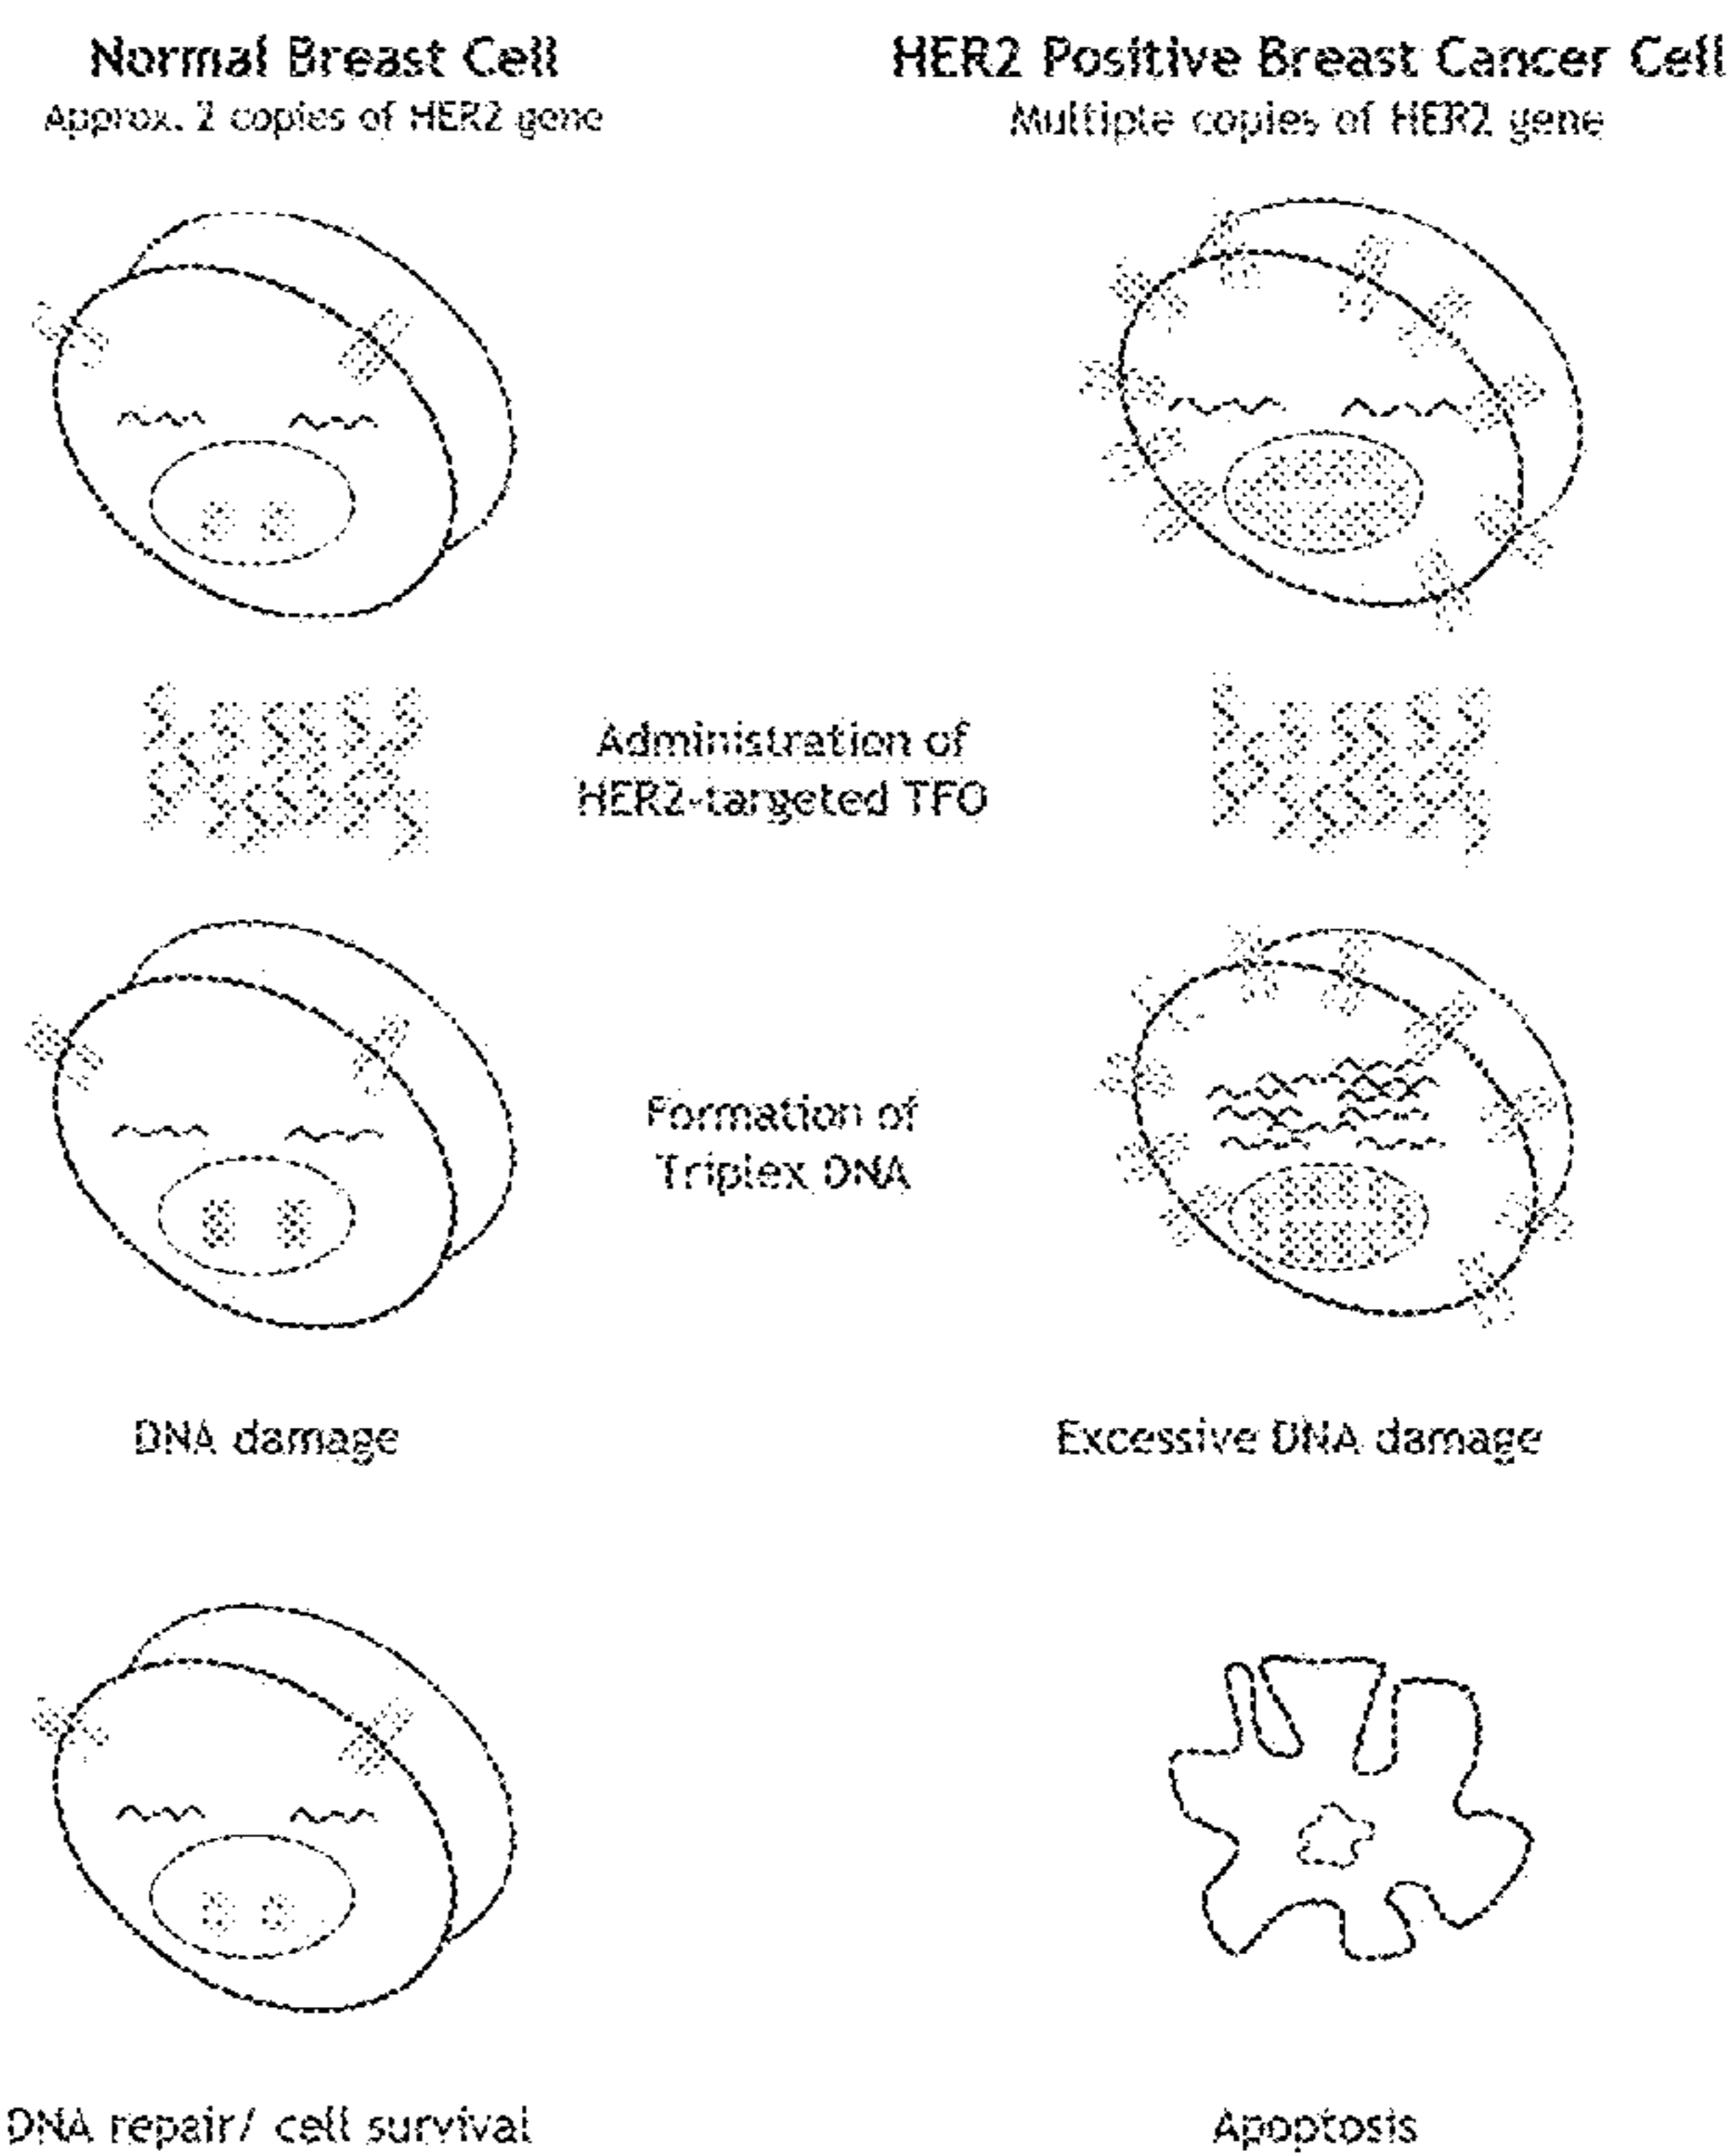 Normal Breast Cell
Approx. 2 copies of HER2 gene
HER2 Positive Breast Cancer Cell
Multiple copies of HER2 gene
Administration of
HER2-targeted TFO
Formation of
Triplex DNA
DNA damage
Excessive DNA damage
DNA repair/ cell survival
Apoptosis